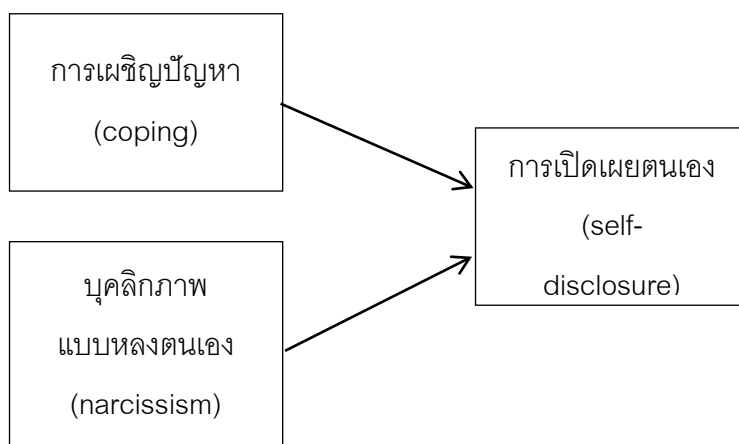 การเผชิญปัญหา
(coping)
การเปิดเผยตนเอง
(self-
disclosure)
บุคลิกภาพ
แบบหลงตนเอง
(narcissism)